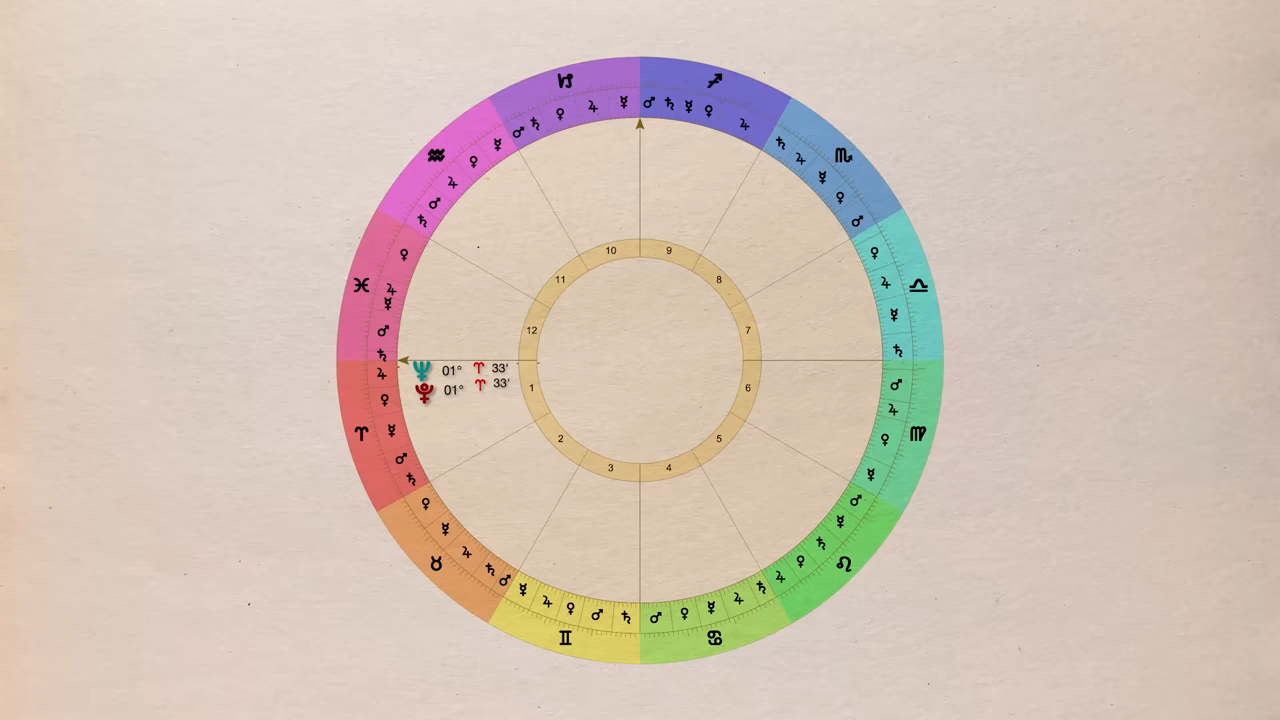 ♑ ♐
♂ ♄ ♀ ♃ ☿ ♂ ♄ ☿ ♀ ♃
♒ ♏
☿ ♀ ♃ ♂ ♄ ♄ ♃ ☿ ♀ ♂
♓ ♎
♀ ♃ ☿ ♂ ♄ ♀ ♃ ☿ ♄
10 9
11 8
12 7
♆ 01° ♈ 33'
♇ 01° ♈ 33'
1 6
2 5
3 4
♈ ♍
♃ ♀ ☿ ♂ ♄ ♂ ♃ ♀ ☿
♉ ♌
♀ ☿ ♃ ♄ ♂ ♂ ☿ ♄ ♀ ♃
♊ ♋
☿ ♃ ♀ ♂ ♄ ♂ ♀ ☿ ♃ ♄